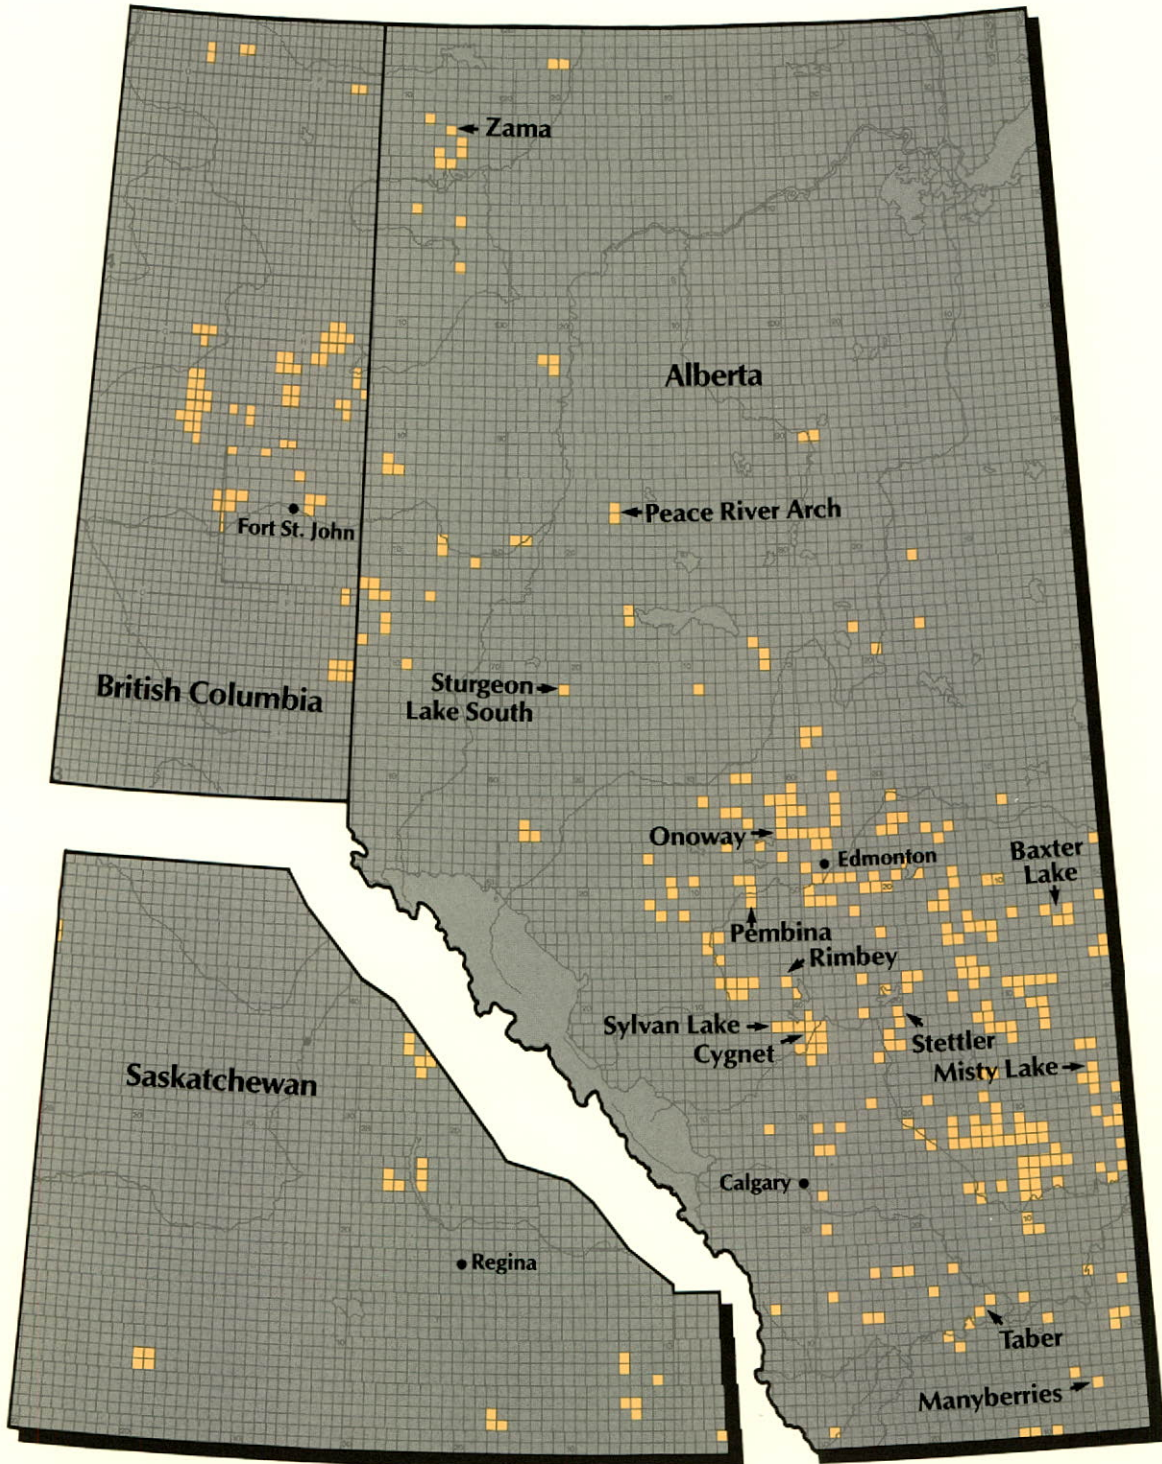 Zama
Alberta
Peace River Arch
Fort St. John
British Columbia
Sturgeon
Lake South
Onoway
Edmonton
Baxter
Lake
Pembina
Rimbey
Sylvan Lake
Cygnet
Stettler
Misty Lake
Saskatchewan
Calgary
Regina
Taber
Manyberries